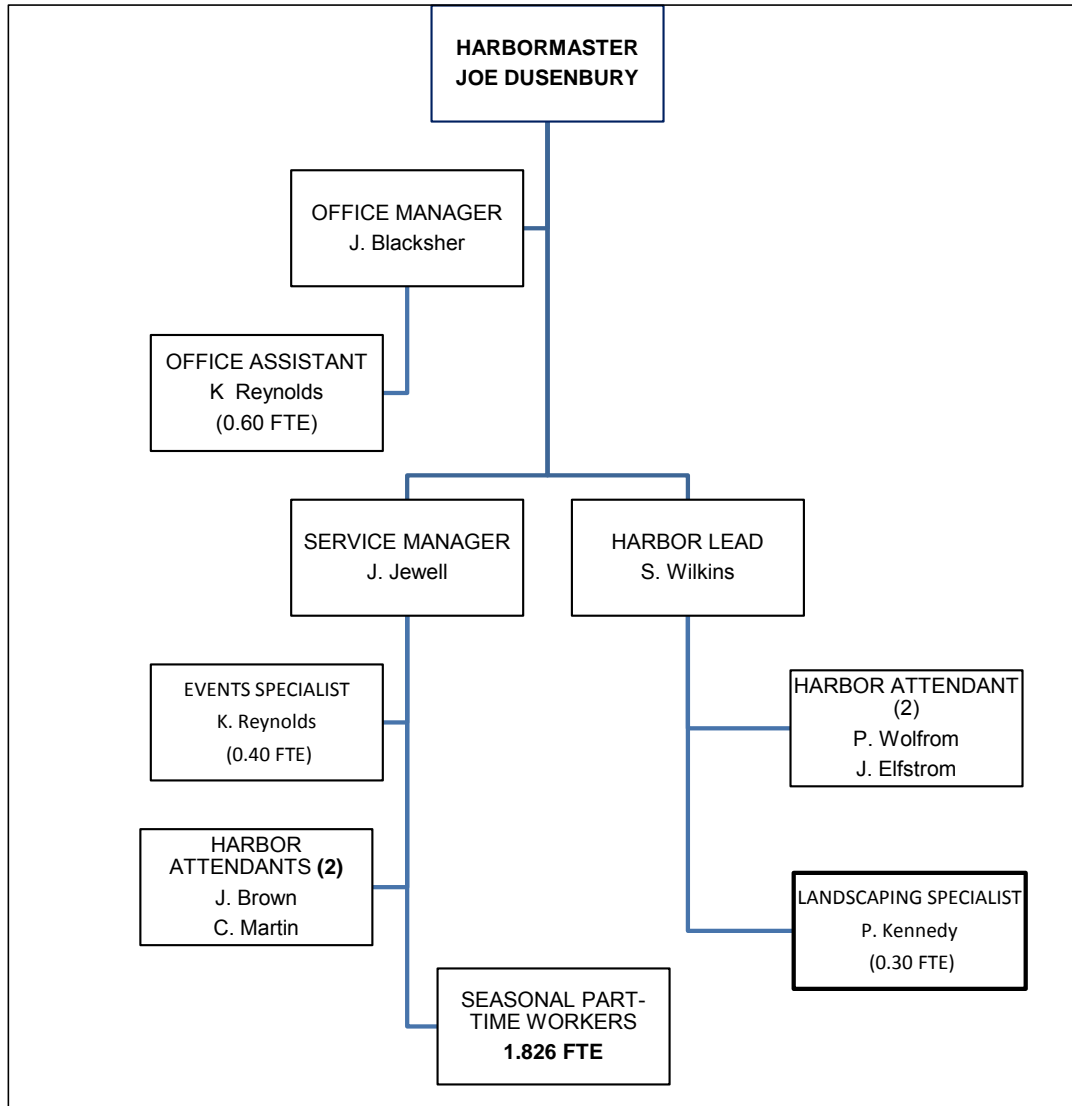 HARBORMASTER
JOE DUSENBURY
OFFICE MANAGER
J. Blacksher
OFFICE ASSISTANT
K Reynolds
(0.60 FTE)
SERVICE MANAGER
J. Jewell
HARBOR LEAD
S. Wilkins
EVENTS SPECIALIST
K. Reynolds
(0.40 FTE)
HARBOR ATTENDANT
(2)
P. Wolfrom
J. Elfstrom
HARBOR
ATTENDANTS (2)
J. Brown
C. Martin
LANDSCAPING SPECIALIST
P. Kennedy
(0.30 FTE)
SEASONAL PART-
TIME WORKERS
1.826 FTE